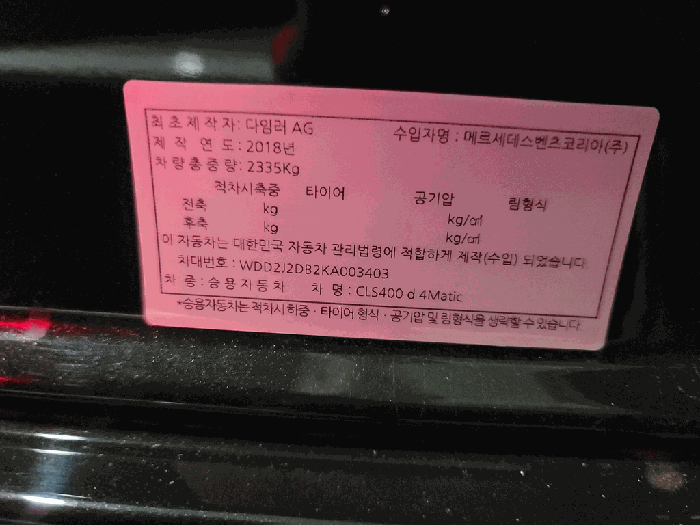 최초제작자: 다임러 AG 수입자명 : 메르세데스벤츠코리아(주)
제 작 연 도: 2018년
차량총중량: 2335Kg
적차시축중 타이어 공기압 림형식
전축 kg kg/㎠
후축 kg kg/㎠
이 자동차는 대한민국 자동차 관리법령에 적합하게 제작(수입) 되었습니다.
차대번호 : WDD2J2DB2KA003403
차 종 : 승용자동차 차 명 : CLS400 d 4Matic
*승용자동차는 적차시하중 · 타이어형식 · 공기압 및 림형식을 생략할 수 있습니다.